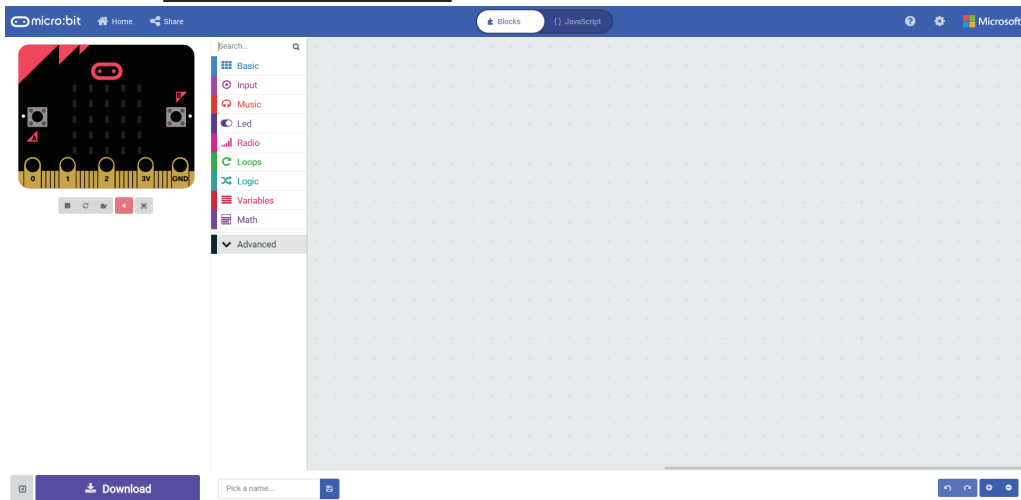 micro:bit Home Share Blocks {} JavaScript Microsoft
Search...
Basic
Input
Music
Led
Radio
Loops
Logic
Variables
Math
Advanced
B
A
0 1 2 3V GND
Download Pick a name...